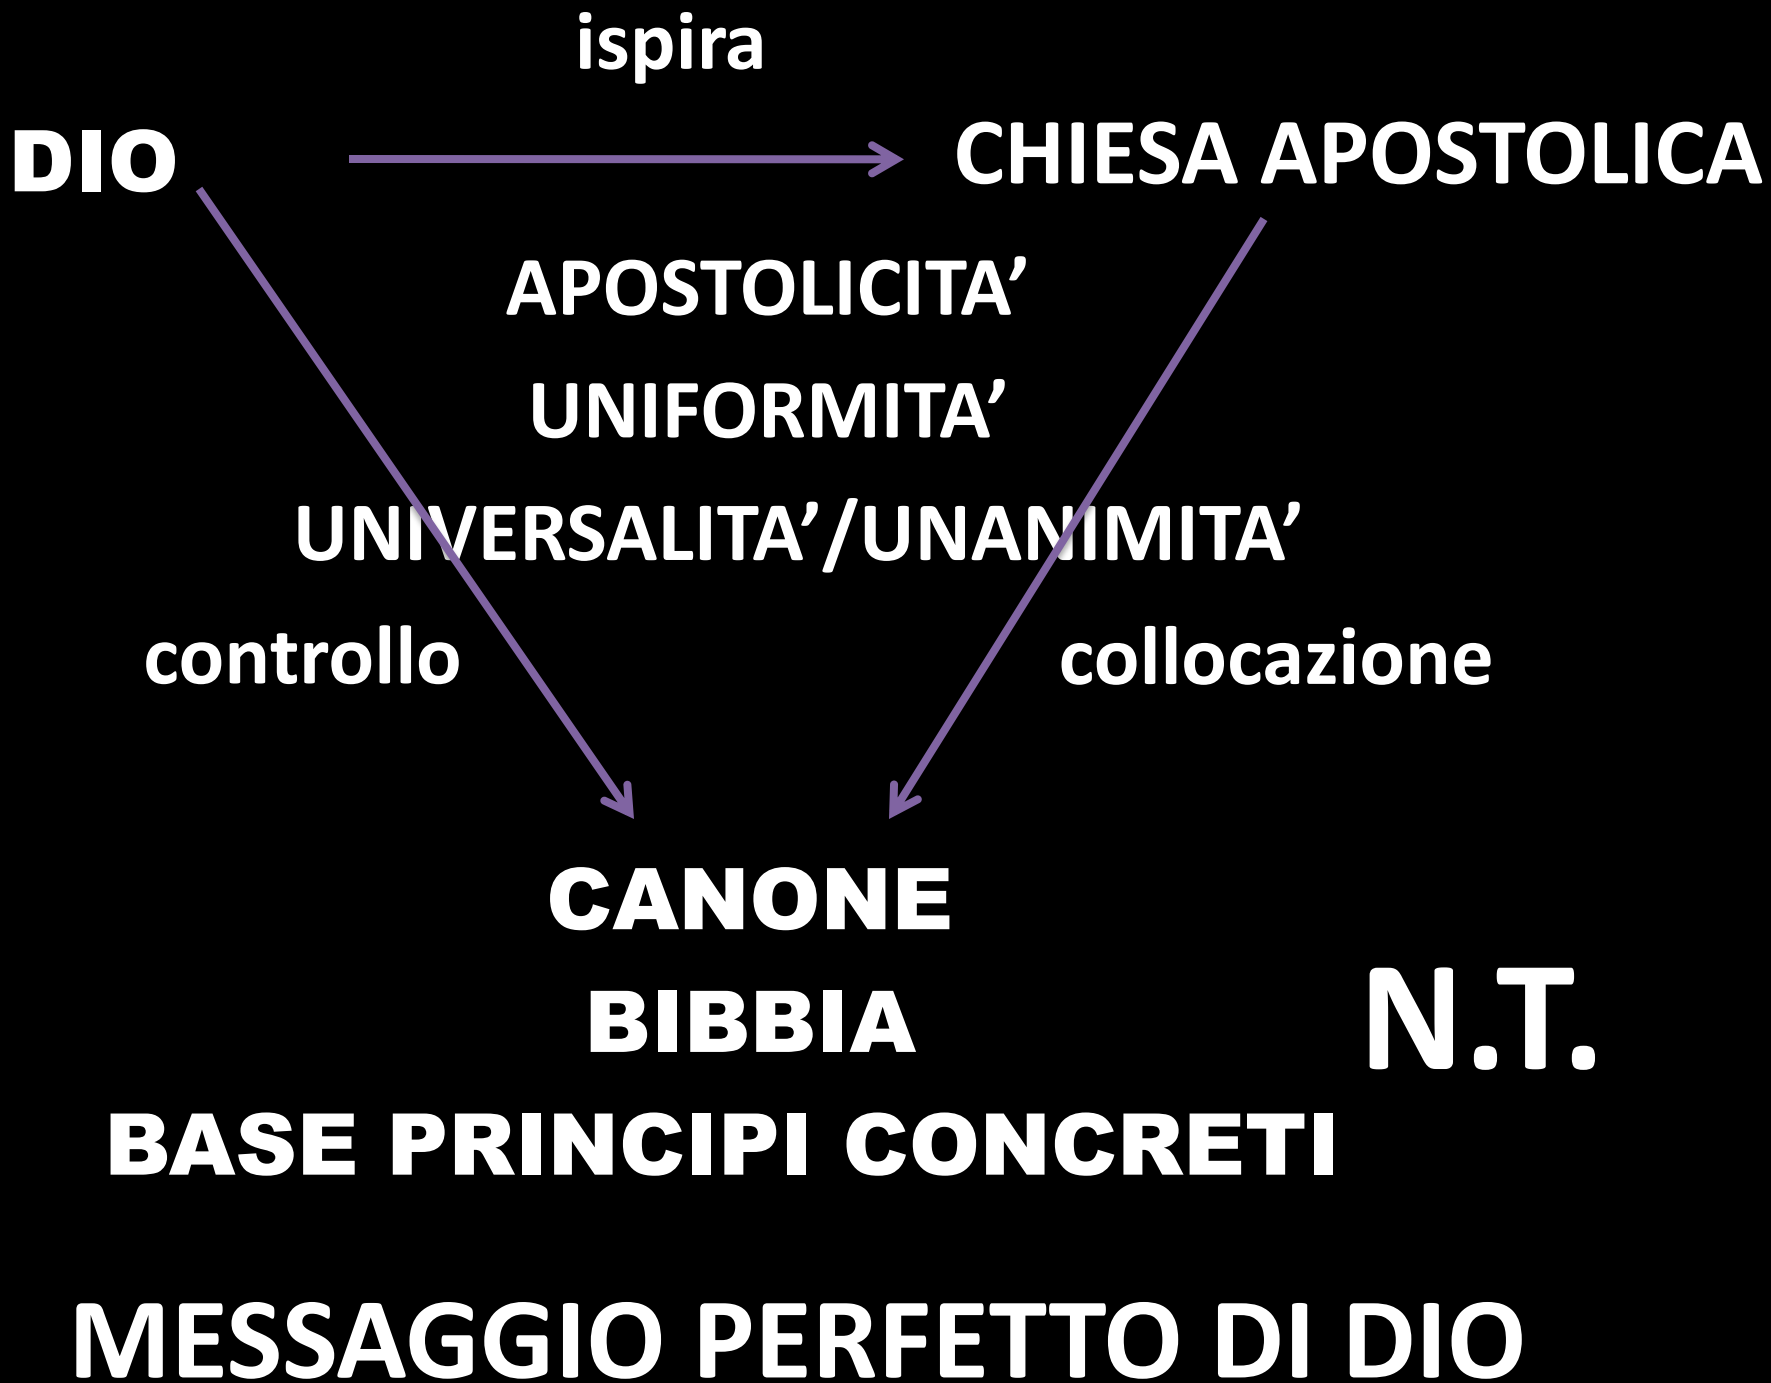 ispira
DIO CHIESA APOSTOLICA
APOSTOLICITA’
UNIFORMITA’
UNIVERSALITA’/UNANIMITA’
controllo collocazione
CANONE
BIBBIA N.T.
BASE PRINCIPI CONCRETI
MESSAGGIO PERFETTO DI DIO